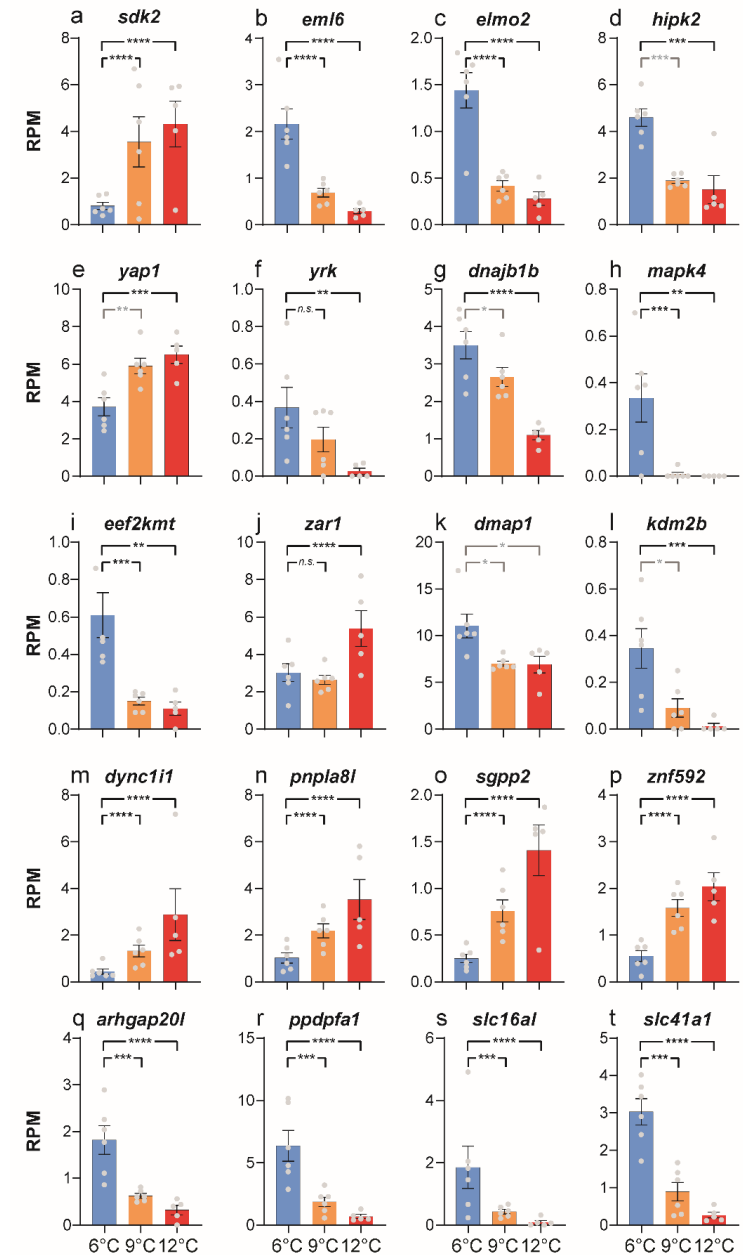 a sdk2 b eml6 c elmo2 d hipk2
**** **** **** ***
**** **** **** ***
RPM
8 6 4 2 0
4 3 2 1 0
2.0 1.5 1.0 0.5 0.0
8 6 4 2 0
e yap1 f yrk g dnajb1b h mapk4
*** ** **** **
** n.s. * ***
RPM
10 8 6 4 2 0
1.0 0.8 0.6 0.4 0.2 0.0
5 4 3 2 1 0
0.8 0.6 0.4 0.2 0.0
i eef2kmt j zar1 k dmap1 l kdm2b
** **** * ***
*** n.s. * *
RPM
1.0 0.8 0.6 0.4 0.2 0.0
10 8 6 4 2 0
20 15 10 5 0
0.8 0.6 0.4 0.2 0.0
m dync1i1 n pnpla8l o sgpp2 p znf592
**** **** **** ****
**** **** **** ****
RPM
8 6 4 2 0
8 6 4 2 0
2.0 1.5 1.0 0.5 0.0
4 3 2 1 0
q arhgap20l r ppdpfa1 s slc16al t slc41a1
**** **** **** ****
*** *** *** ***
RPM
4 3 2 1 0
15 10 5 0
6 4 2 0
5 4 3 2 1 0
6°C 9°C 12°C 6°C 9°C 12°C 6°C 9°C 12°C 6°C 9°C 12°C